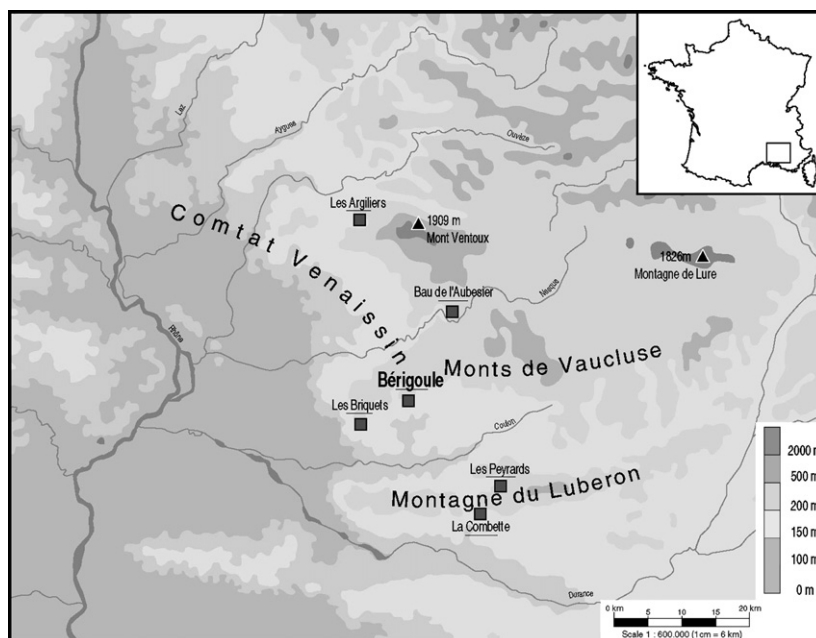 Laz
Aygues
Ouvèze
Les Argiliers
1909 m
Mont Ventoux
1826m
Montagne de Lure
Comtat Venaissin
Bau de l'Aubesier
Nesque
Rhône
Monts de Vaucluse
Bérigoule
Les Briquets
Coulon
Les Peyrards
Montagne du Luberon
La Combette
Durance
2000 m
500 m
200 m
150 m
100 m
0 m
0 km 5 10 15 20 km
Scale 1 : 600.000 (1cm = 6 km)